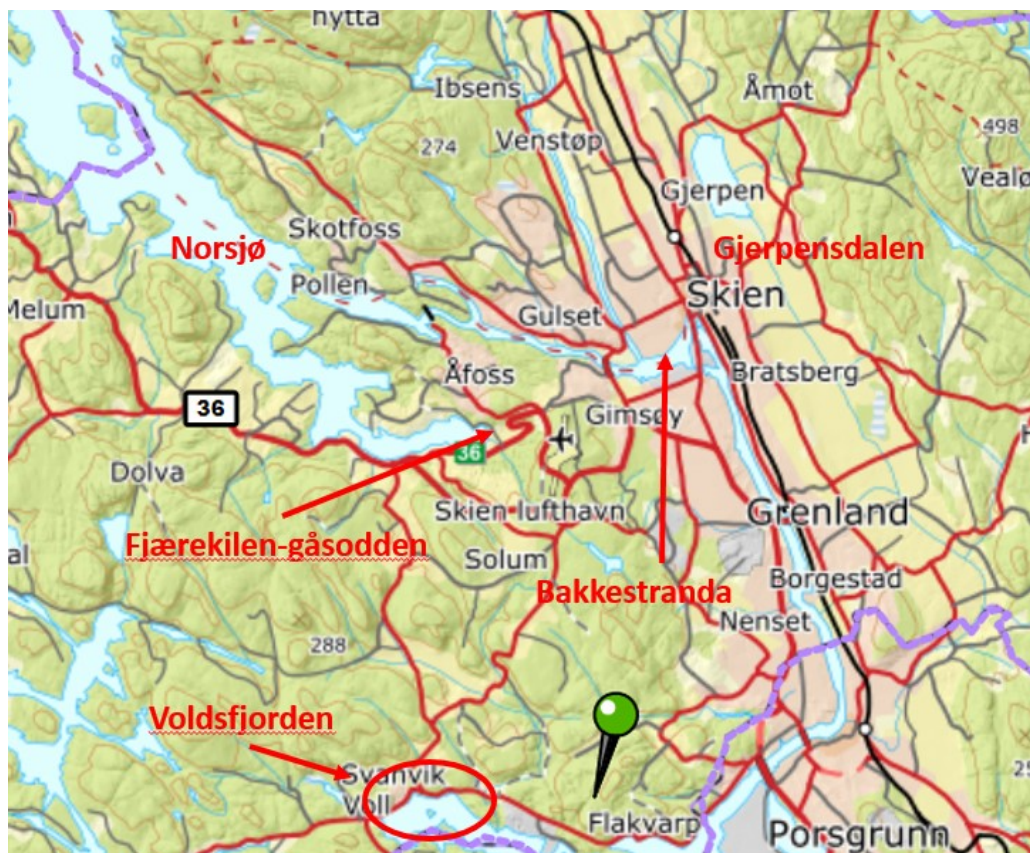 hytta
Ibsens
Åmot
Venstøp
274
498
Vealø
Gjerpen
Skotfoss
Norsjø
Gjerpensdalen
Pollen
Skien
Melum
Gulset
Åfoss
Bratsberg
36
Gimsøy
36
Dolva
Skien lufthavn
Grenland
Fjærekilen-gåsodden
al
Solum
Borgestad
Bakkestranda
Nenset
288
Voldsfjorden
Svanvik
Voll
Flakvarp
Porsgrunn